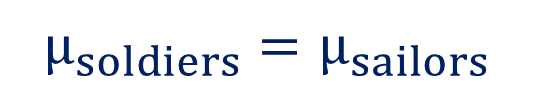 μsoldiers = μsailors